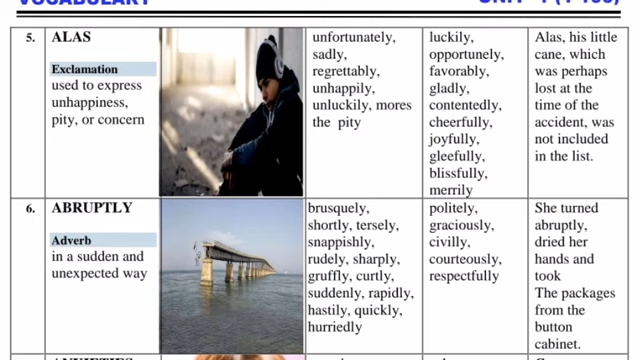 VOCABULARY
5.
ALAS
Exclamation
used to express
unhappiness,
pity, or concern
unfortunately,
sadly,
regrettably,
unhappily,
unluckily, mores
the pity
luckily,
opportunely,
favorably,
gladly,
contentedly,
cheerfully,
joyfully,
gleefully,
blissfully,
merrily
Alas, his little
cane, which
was perhaps
lost at the
time of the
accident, was
not included
in the list.
6.
ABRUPTLY
Adverb
in a sudden and
unexpected way
brusquely,
shortly, tersely,
snappishly,
rudely, sharply,
gruffly, curtly,
suddenly, rapidly,
hastily, quickly,
hurriedly
politely,
graciously,
civilly,
courteously,
respectfully
She turned
abruptly,
dried her
hands and
took
The packages
from the
button
cabinet.